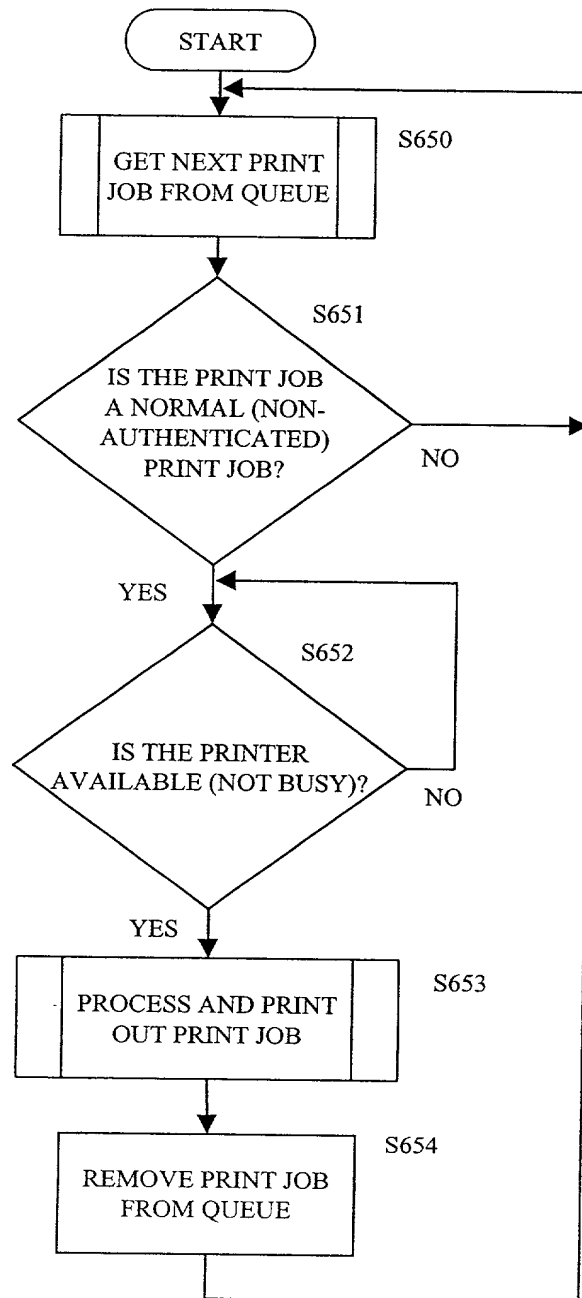 START
S650
GET NEXT PRINT
JOB FROM QUEUE
S651
IS THE PRINT JOB
A NORMAL (NON-
AUTHENTICATED)
PRINT JOB?
NO
YES
S652
IS THE PRINTER
AVAILABLE (NOT BUSY)?
NO
YES
S653
PROCESS AND PRINT
OUT PRINT JOB
S654
REMOVE PRINT JOB
FROM QUEUE